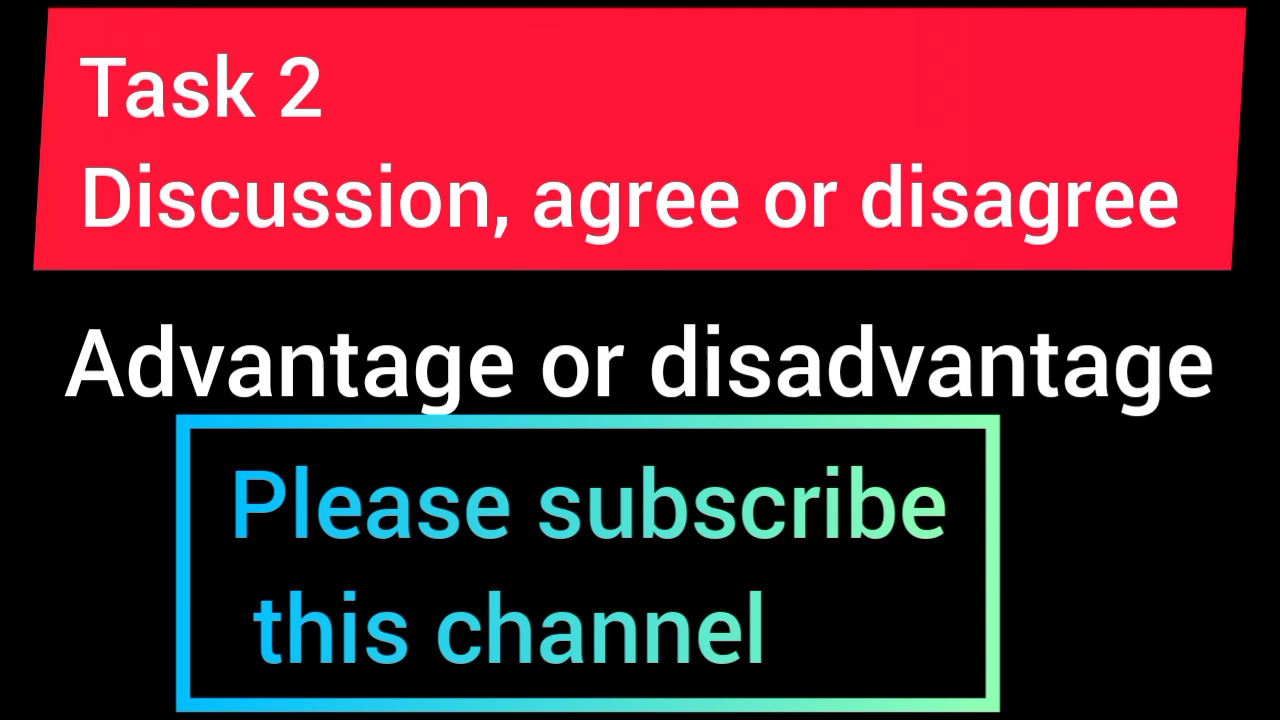 Task 2
Discussion, agree or disagree
Advantage or disadvantage
Please subscribe
this channel